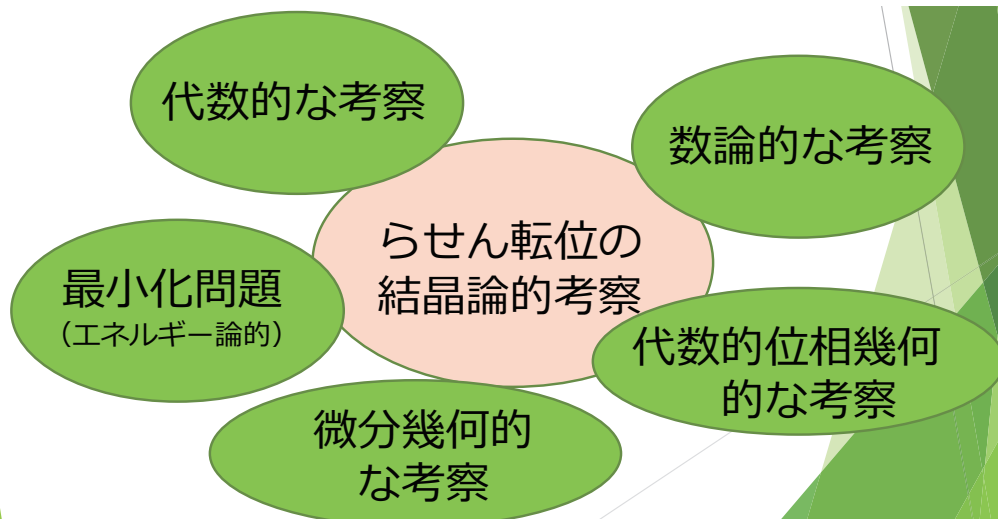 代数的な考察
数論的な考察
らせん転位の
結晶論的考察
最小化問題
（エネルギー論的）
代数的位相幾何
的な考察
微分幾何的
な考察